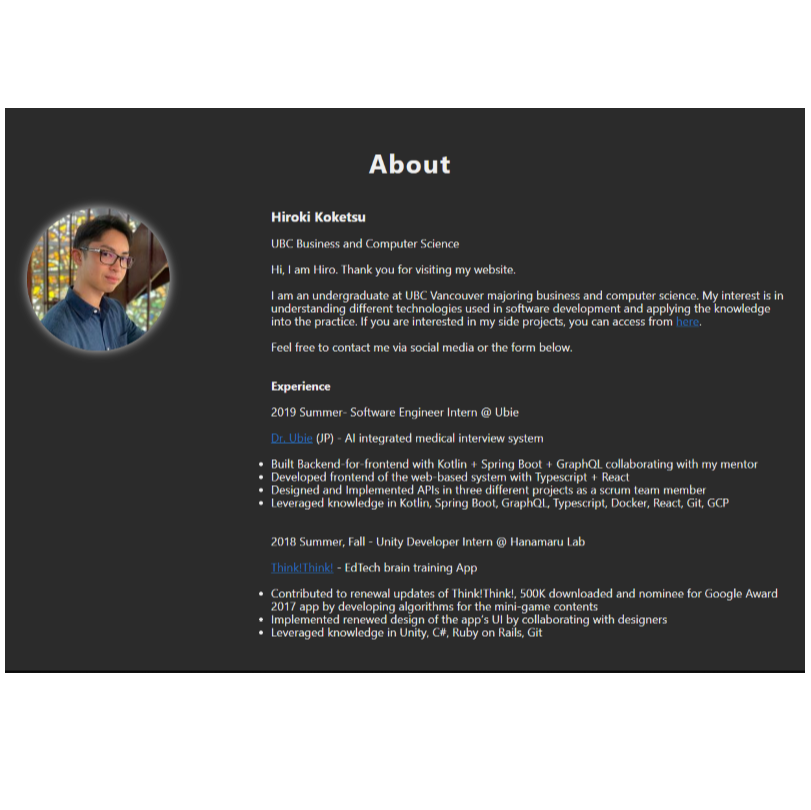 About
Hiroki Koketsu
UBC Business and Computer Science
Hi, I am Hiro. Thank you for visiting my website.
I am an undergraduate at UBC Vancouver majoring business and computer science. My interest is in
understanding different technologies used in software development and applying the knowledge
into the practice. If you are interested in my side projects, you can access from here.
Feel free to contact me via social media or the form below.
Experience
2019 Summer- Software Engineer Intern @ Ubie
Dr. Ubie (JP) - AI integrated medical interview system
• Built Backend-for-frontend with Kotlin + Spring Boot + GraphQL collaborating with my mentor
• Developed frontend of the web-based system with Typescript + React
• Designed and Implemented APIs in three different projects as a scrum team member
• Leveraged knowledge in Kotlin, Spring Boot, GraphQL, Typescript, Docker, React, Git, GCP
2018 Summer, Fall - Unity Developer Intern @ Hanamaru Lab
Think!Think! - EdTech brain training App
• Contributed to renewal updates of Think!Think!, 500K downloaded and nominee for Google Award
2017 app by developing algorithms for the mini-game contents
• Implemented renewed design of the app's UI by collaborating with designers
• Leveraged knowledge in Unity, C#, Ruby on Rails, Git